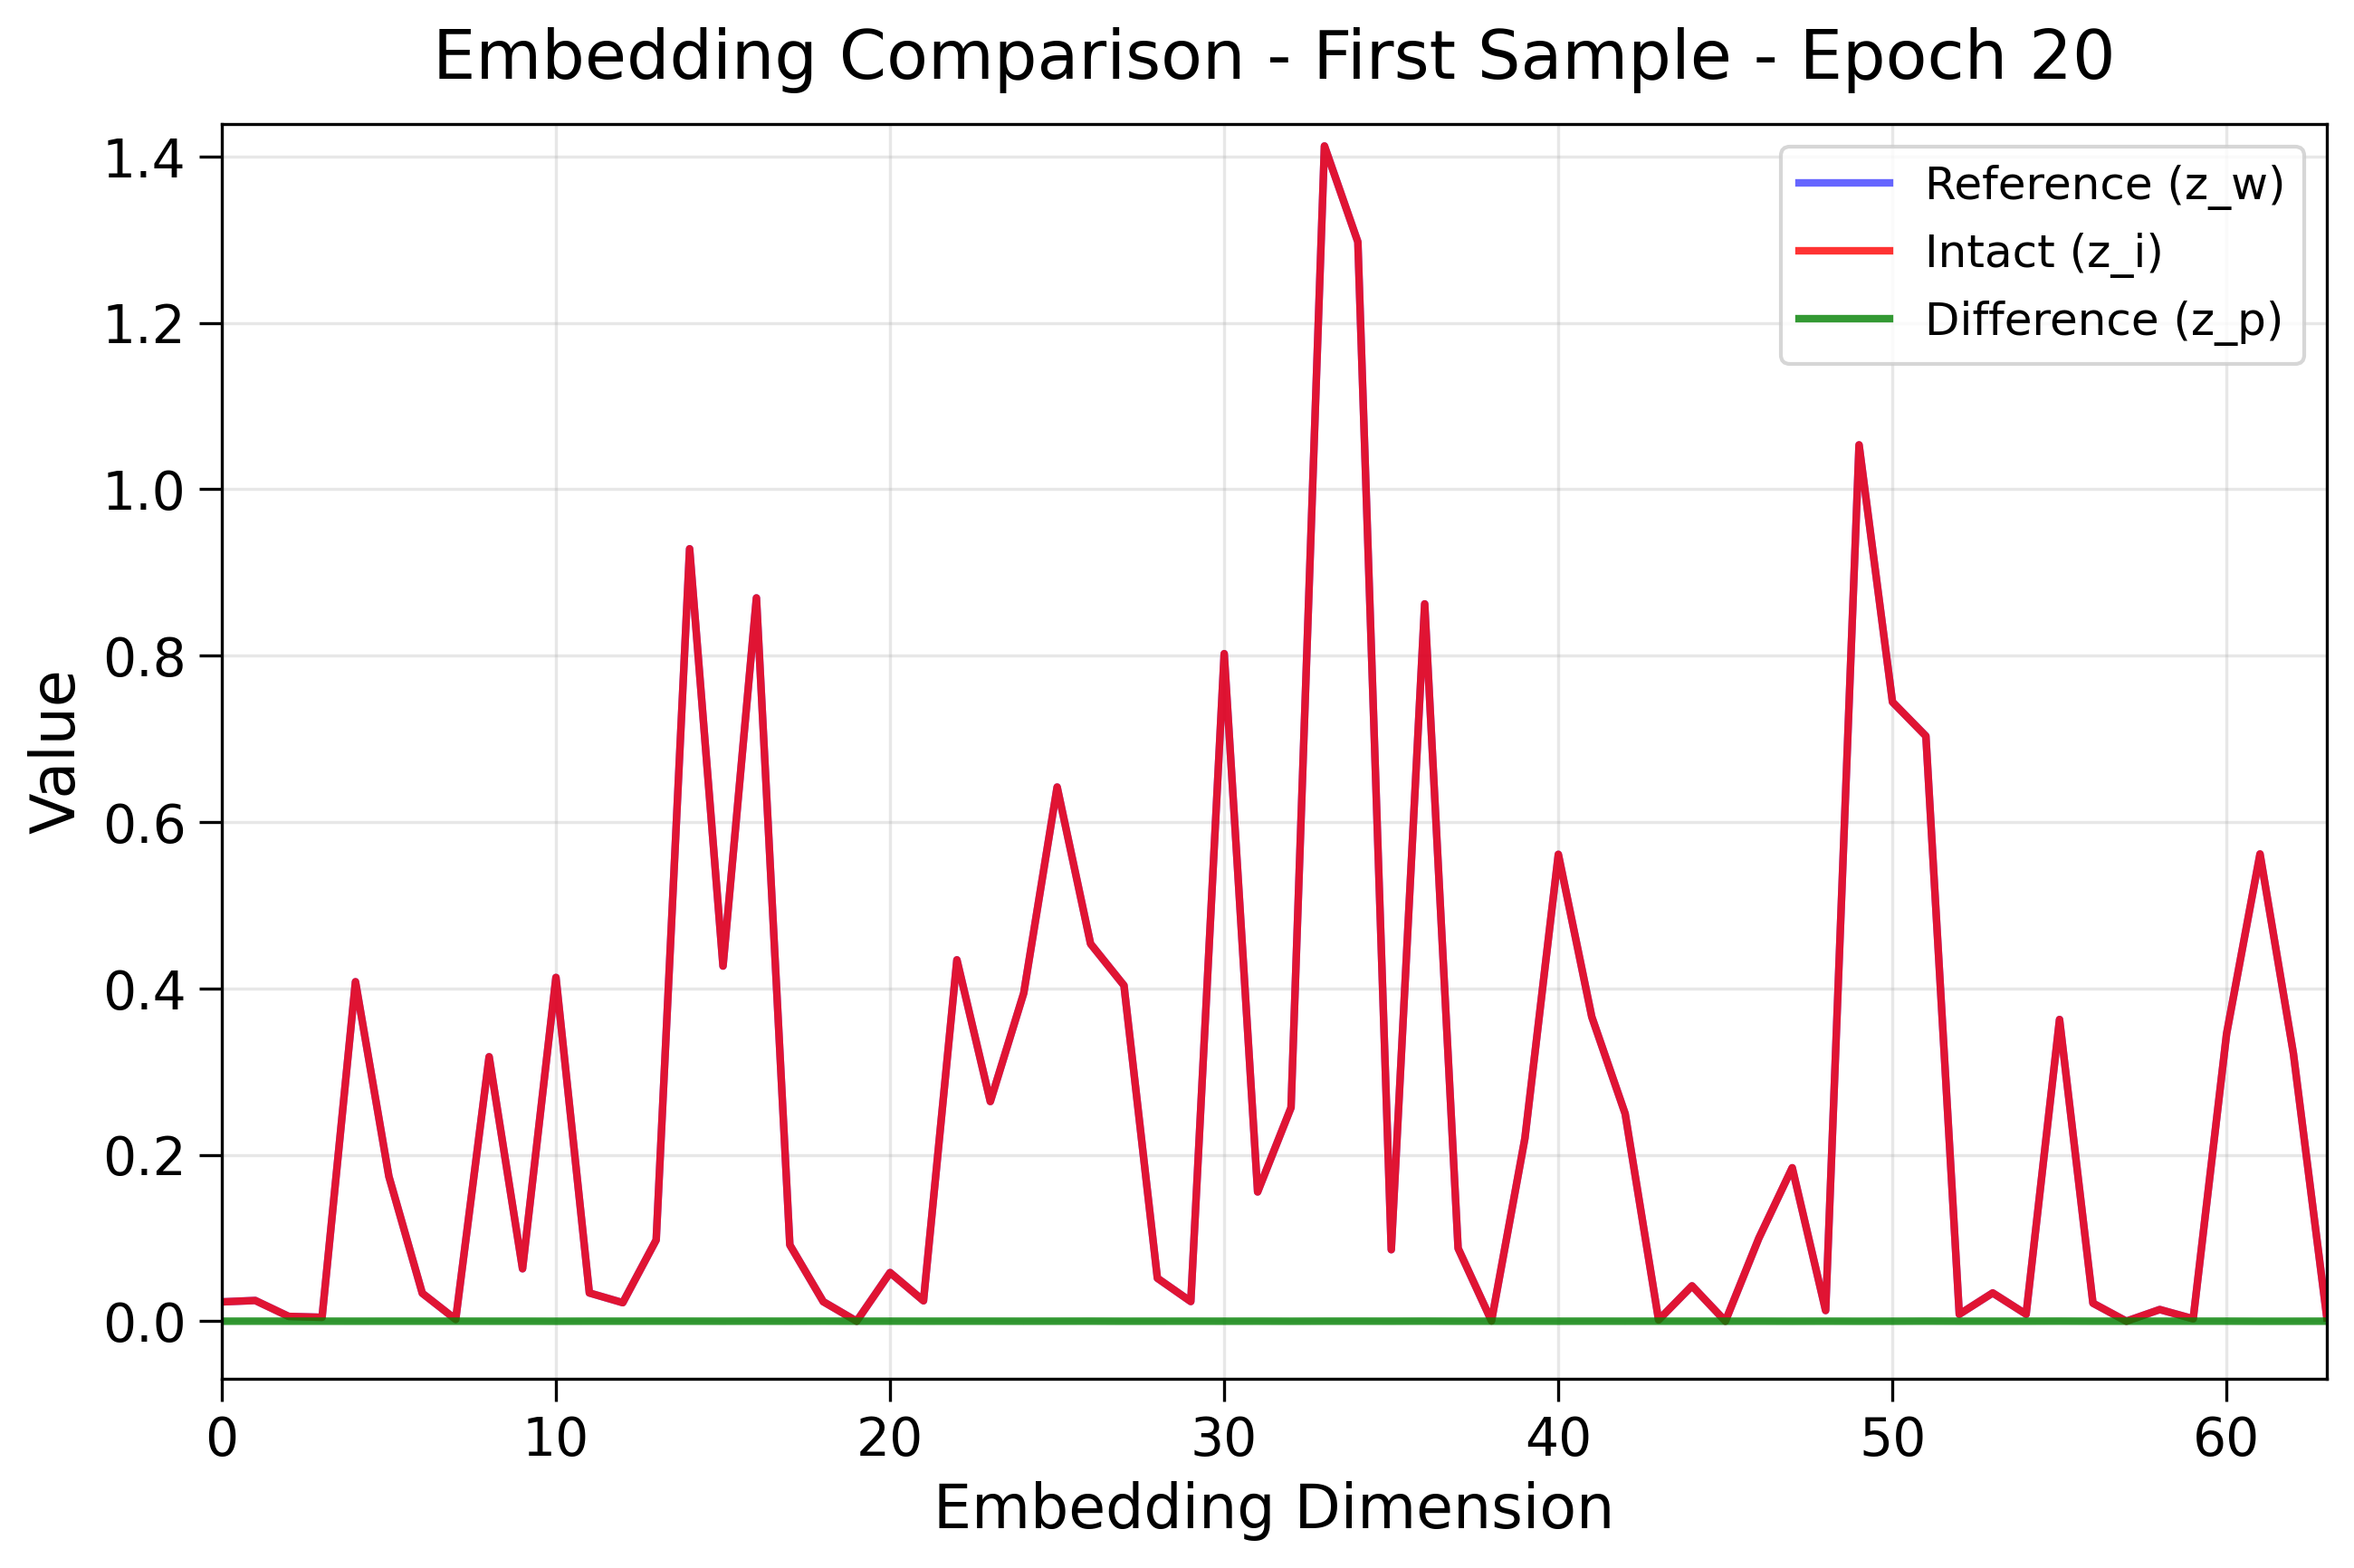 Embedding Comparison - First Sample - Epoch 20
Reference (z_w)
Intact (z_i)
Difference (z_p)
Value
1.4
1.2
1.0
0.8
0.6
0.4
0.2
0.0
0 10 20 30 40 50 60
Embedding Dimension